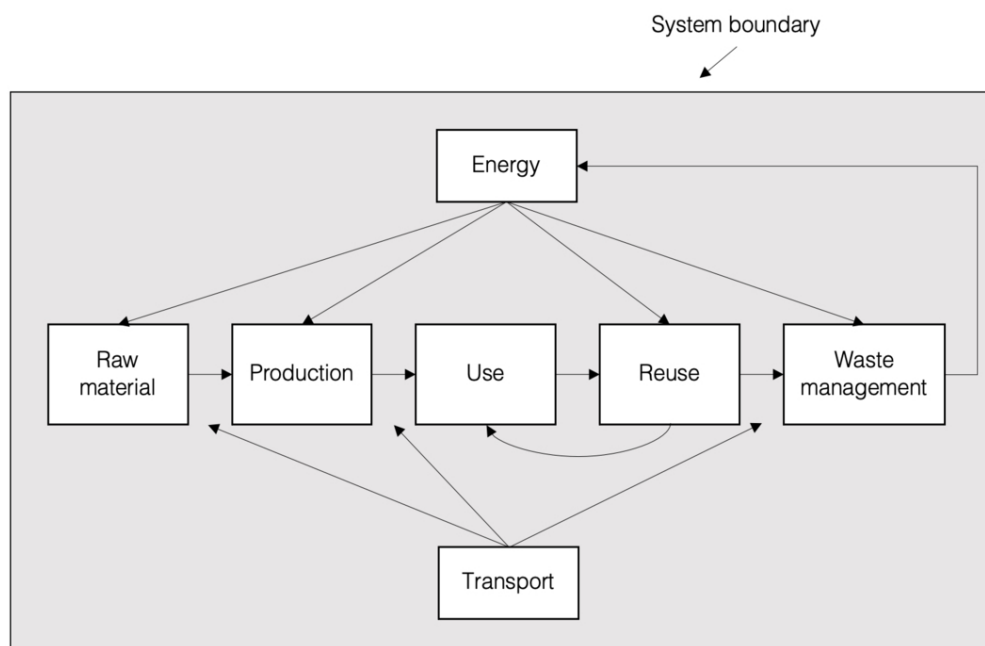 System boundary
Energy
Raw
material
Production
Use
Reuse
Waste
management
Transport